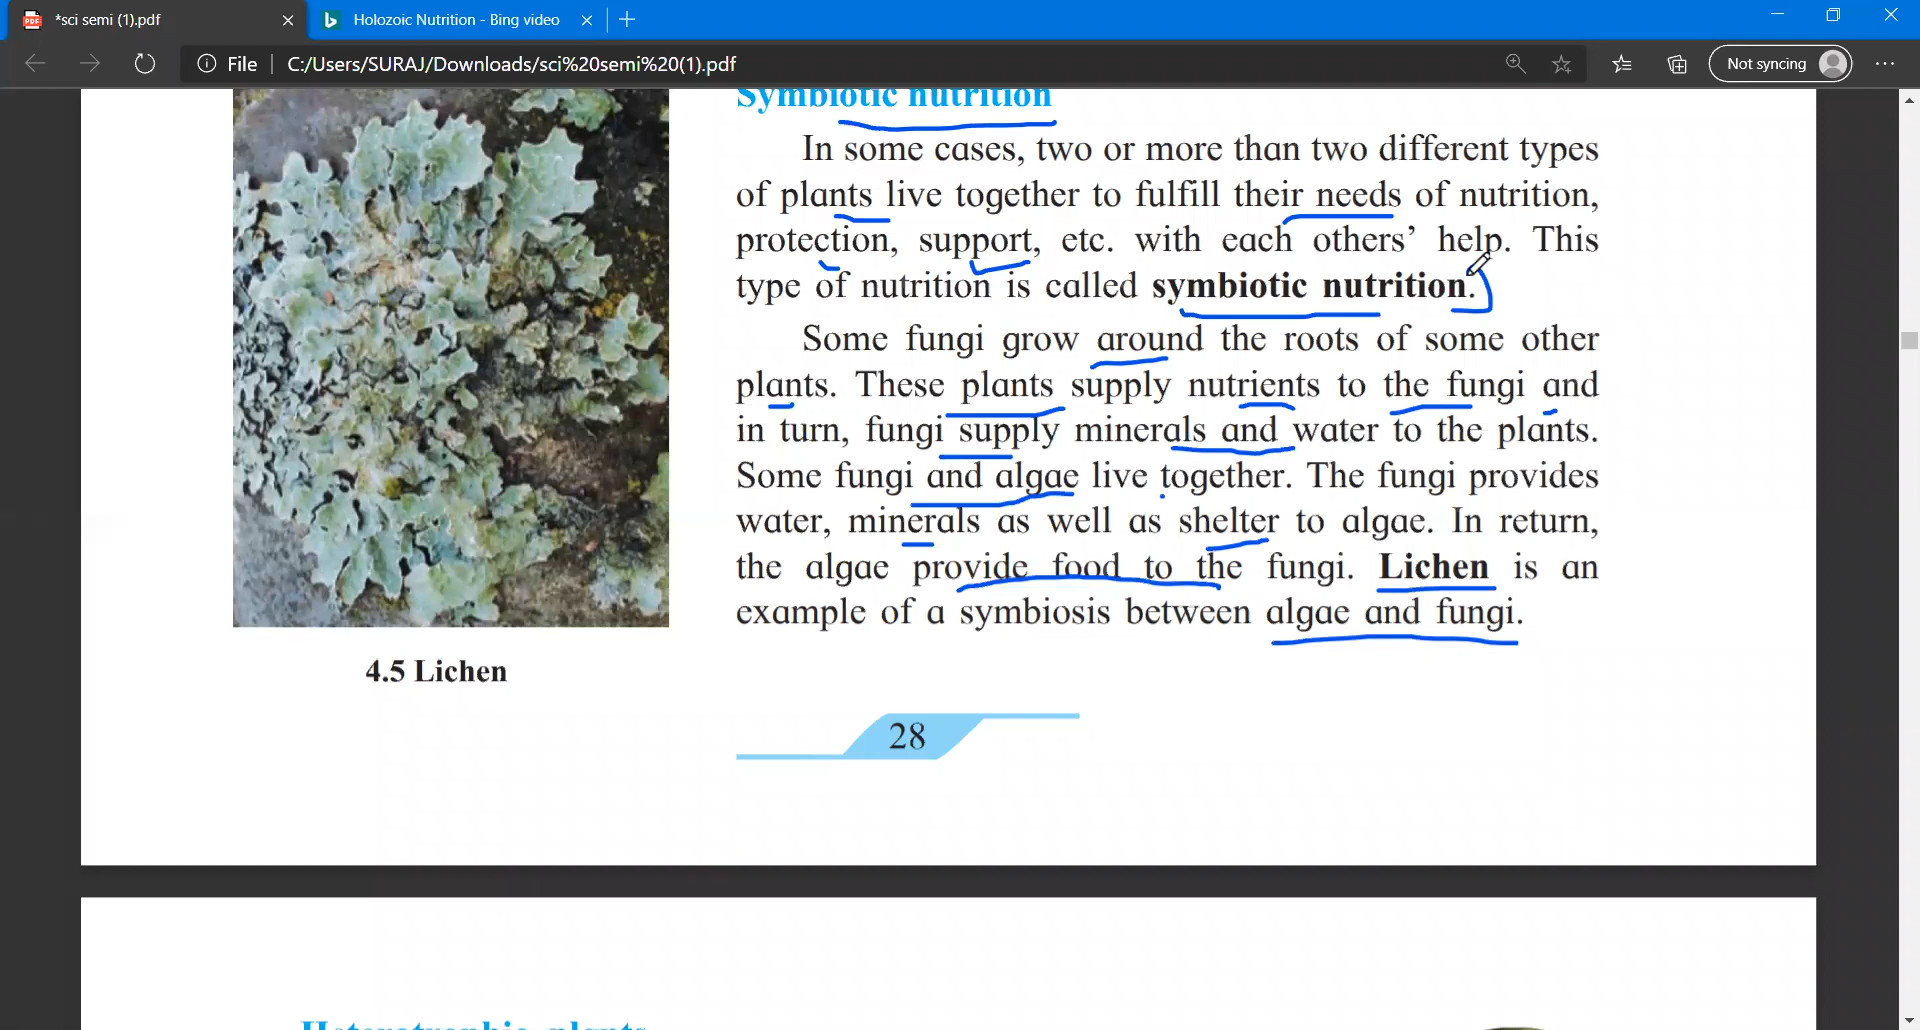 *sci semi (1).pdf
Holozoic Nutrition - Bing video
File
C:/Users/SURAJ/Downloads/sci%20semi%20(1).pdf
Not syncing
Symbiotic nutrition
In some cases, two or more than two different types
of plants live together to fulfill their needs of nutrition,
protection, support, etc. with each others’ help. This
type of nutrition is called symbiotic nutrition.
Some fungi grow around the roots of some other
plants. These plants supply nutrients to the fungi and
in turn, fungi supply minerals and water to the plants.
Some fungi and algae live together. The fungi provides
water, minerals as well as shelter to algae. In return,
the algae provide food to the fungi. Lichen is an
example of a symbiosis between algae and fungi.
4.5 Lichen
28
Heterotrophic plants